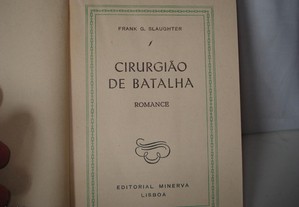 FRANK G. SLAUGHTER
CIRURGIÃO
DE BATALHA
ROMANCE
EDITORIAL MINERVA
LISBOA